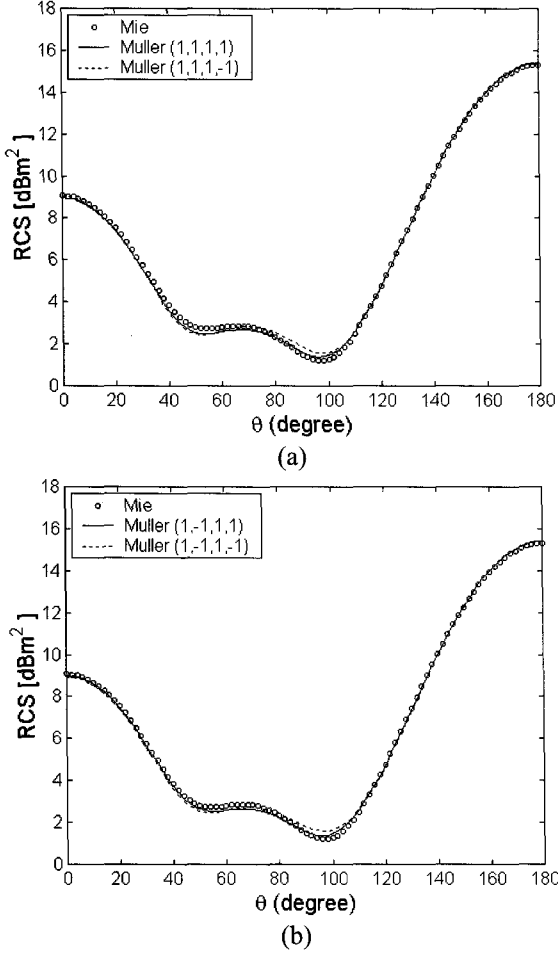 18
16
14
12
10
8
6
4
2
0
RCS [dBm²]
Mie
Muller (1,1,1,1)
Muller (1,1,1,-1)
0 20 40 60 80 100 120 140 160 180
θ (degree)
(a)
18
16
14
12
10
8
6
4
2
0
RCS [dBm²]
Mie
Muller (1,-1,1,1)
Muller (1,-1,1,-1)
0 20 40 60 80 100 120 140 160 180
θ (degree)
(b)